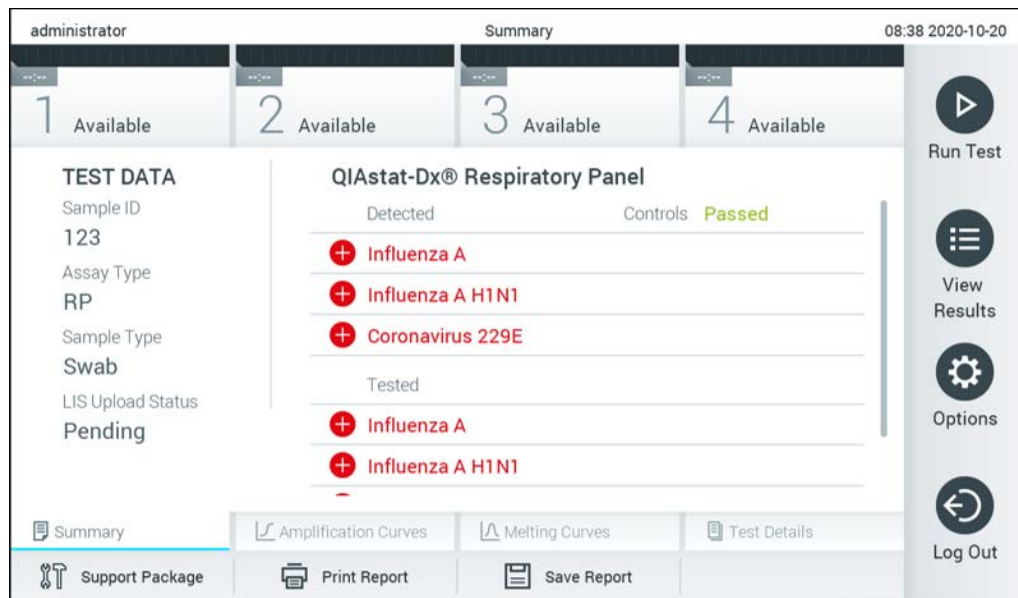 administrator Summary 08:38 2020-10-20
--:-- --:-- --:-- --:--
1 Available 2 Available 3 Available 4 Available
Run Test
TEST DATA
Sample ID
123
Assay Type
RP
Sample Type
Swab
LIS Upload Status
Pending
QIAstat-Dx® Respiratory Panel
Detected Controls Passed
Influenza A
Influenza A H1N1
Coronavirus 229E
Tested
Influenza A
Influenza A H1N1
View
Results
Options
Log Out
Summary Amplification Curves Melting Curves Test Details
Support Package Print Report Save Report